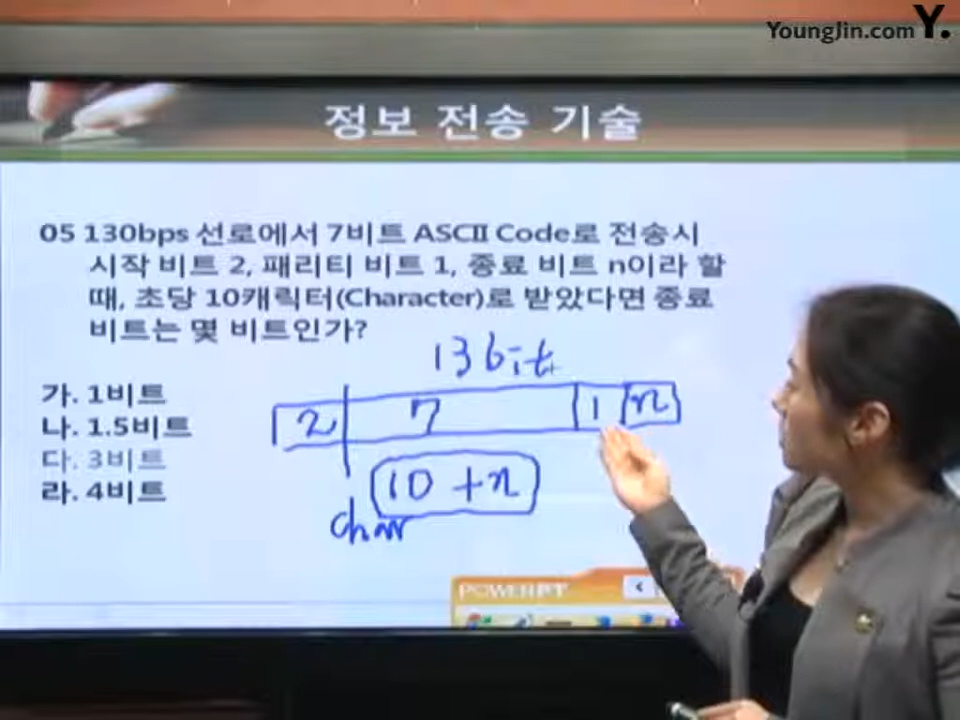 YoungJin.com Y.
정보 전송 기술
05 130bps 선로에서 7비트 ASCII Code로 전송시
시작 비트 2, 패리티 비트 1, 종료 비트 n이라 할
때, 초당 10캐릭터(Character)로 받았다면 종료
비트는 몇 비트인가?
13bit
가. 1비트
나. 1.5비트
다. 3비트
라. 4비트
2 7 1 n
10 + n
char
POWERPT